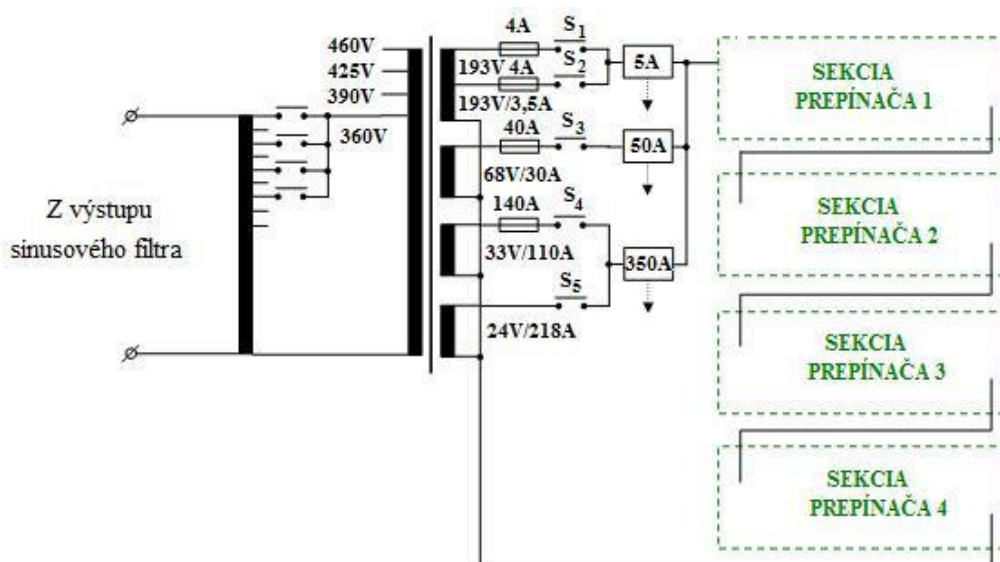 4A
S1
460V
5A
S2
193V 4A
425V
390V
193V/3,5A
360V
40A
S3
50A
68V/30A
140A
S4
33V/110A
350A
S5
24V/218A
Z výstupu
sínusového filtra
SEKCIA
PREPÍNAČA 1
SEKCIA
PREPÍNAČA 2
SEKCIA
PREPÍNAČA 3
SEKCIA
PREPÍNAČA 4